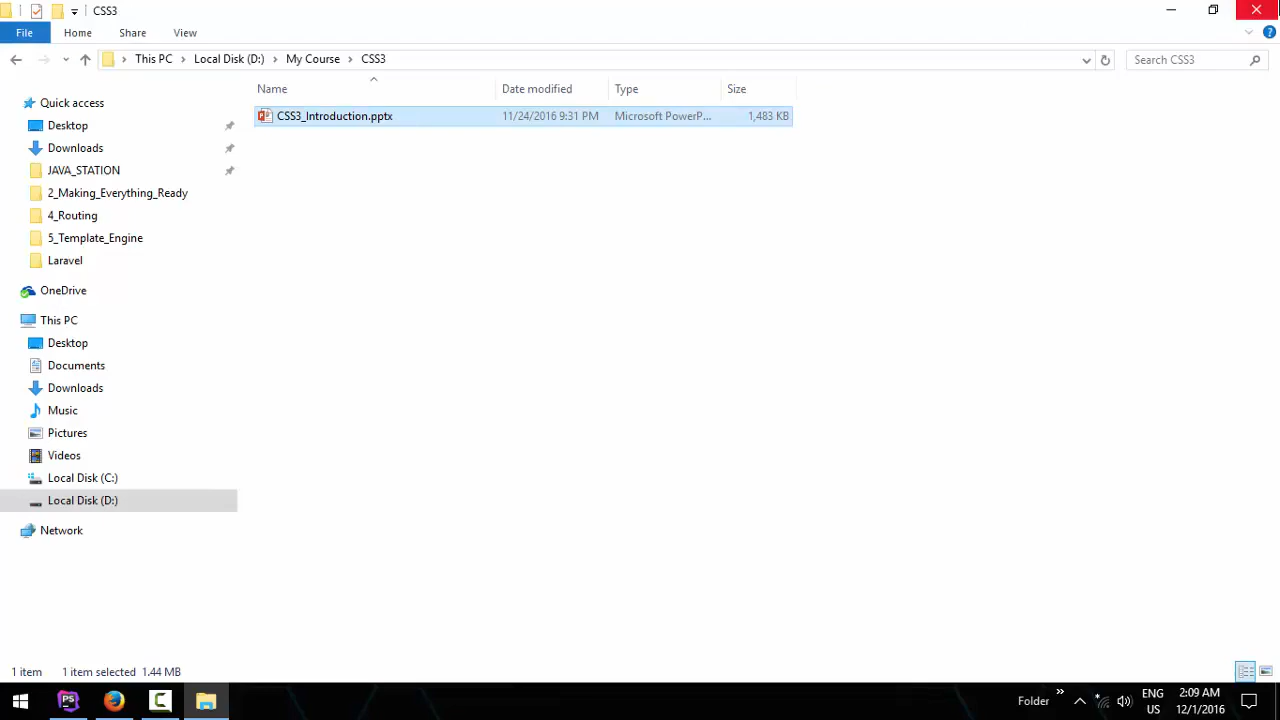 CSS3
File Home Share View
This PC Local Disk (D:) My Course CSS3
Search CSS3
Name Date modified Type Size
CSS3_Introduction.pptx 11/24/2016 9:31 PM Microsoft PowerP... 1,483 KB
Quick access
Desktop
Downloads
JAVA_STATION
2_Making_Everything_Ready
4_Routing
5_Template_Engine
Laravel
OneDrive
This PC
Desktop
Documents
Downloads
Music
Pictures
Videos
Local Disk (C:)
Local Disk (D:)
Network
1 item 1 item selected 1.44 MB
PS
C
Folder
ENG
US
2:09 AM
12/1/2016